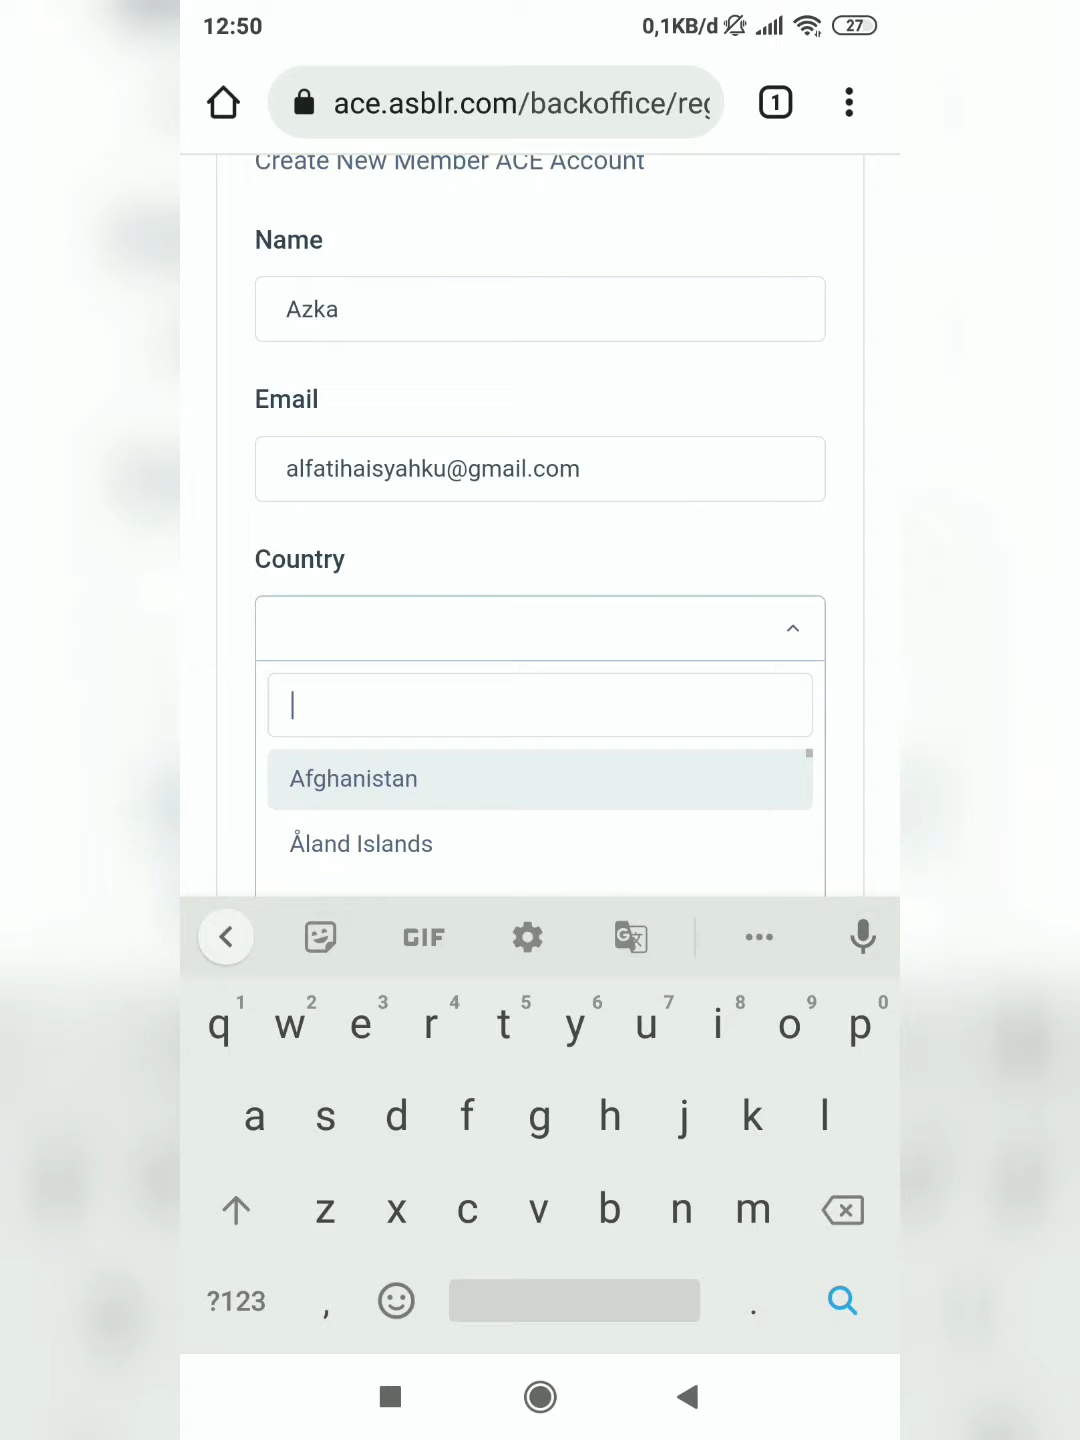 12:50
0,1KB/d
27
ace.asblr.com/backoffice/reg
1
Create New Member ACE Account
Name
Azka
Email
alfatihaisyahku@gmail.com
Country
Afghanistan
Åland Islands
GIF
1 2 3 4 5 6 7 8 9 0
q w e r t y u i o p
a s d f g h j k l
z x c v b n m
?123 , .